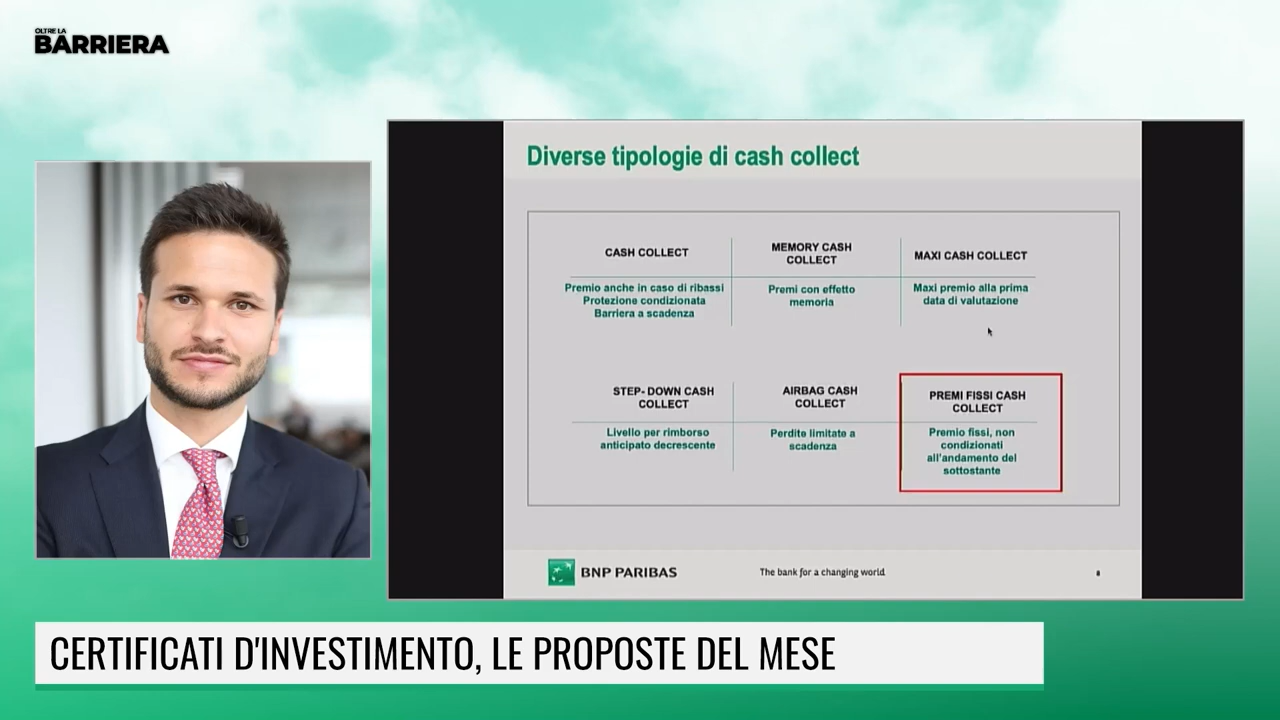 OLTRE LA
BARRIERA
Diverse tipologie di cash collect
CASH COLLECT
Premio anche in caso di ribassi
Protezione condizionata
Barriera a scadenza
MEMORY CASH
COLLECT
Premi con effetto
memoria
MAXI CASH COLLECT
Maxi premio alla prima
data di valutazione
STEP- DOWN CASH
COLLECT
Livello per rimborso
anticipato decrescente
AIRBAG CASH
COLLECT
Perdite limitate a
scadenza
PREMI FISSI CASH
COLLECT
Premio fissi, non
condizionati
all'andamento del
sottostante
BNP PARIBAS
The bank for a changing world
8
CERTIFICATI D'INVESTIMENTO, LE PROPOSTE DEL MESE